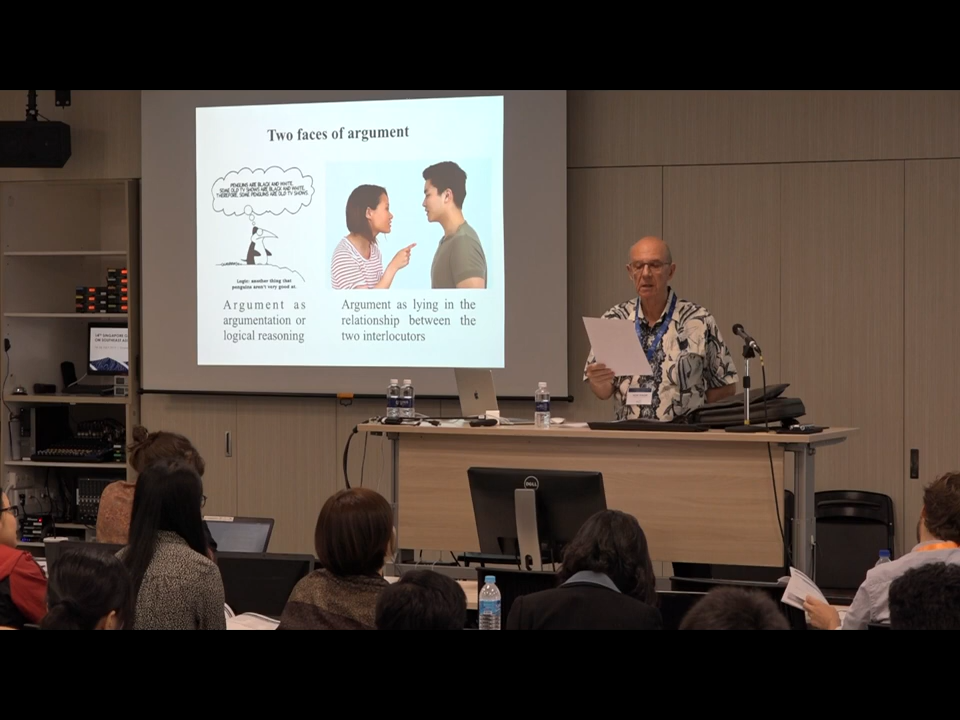 Two faces of argument
PENGUINS ARE BLACK AND WHITE.
SOME OLD TV SHOWS ARE BLACK AND WHITE.
THEREFORE, SOME PENGUINS ARE OLD TV SHOWS.
Logic: another thing that
penguins aren't very good at.
Argument as
argumentation or
logical reasoning
Argument as lying in the
relationship between the
two interlocutors
DELL